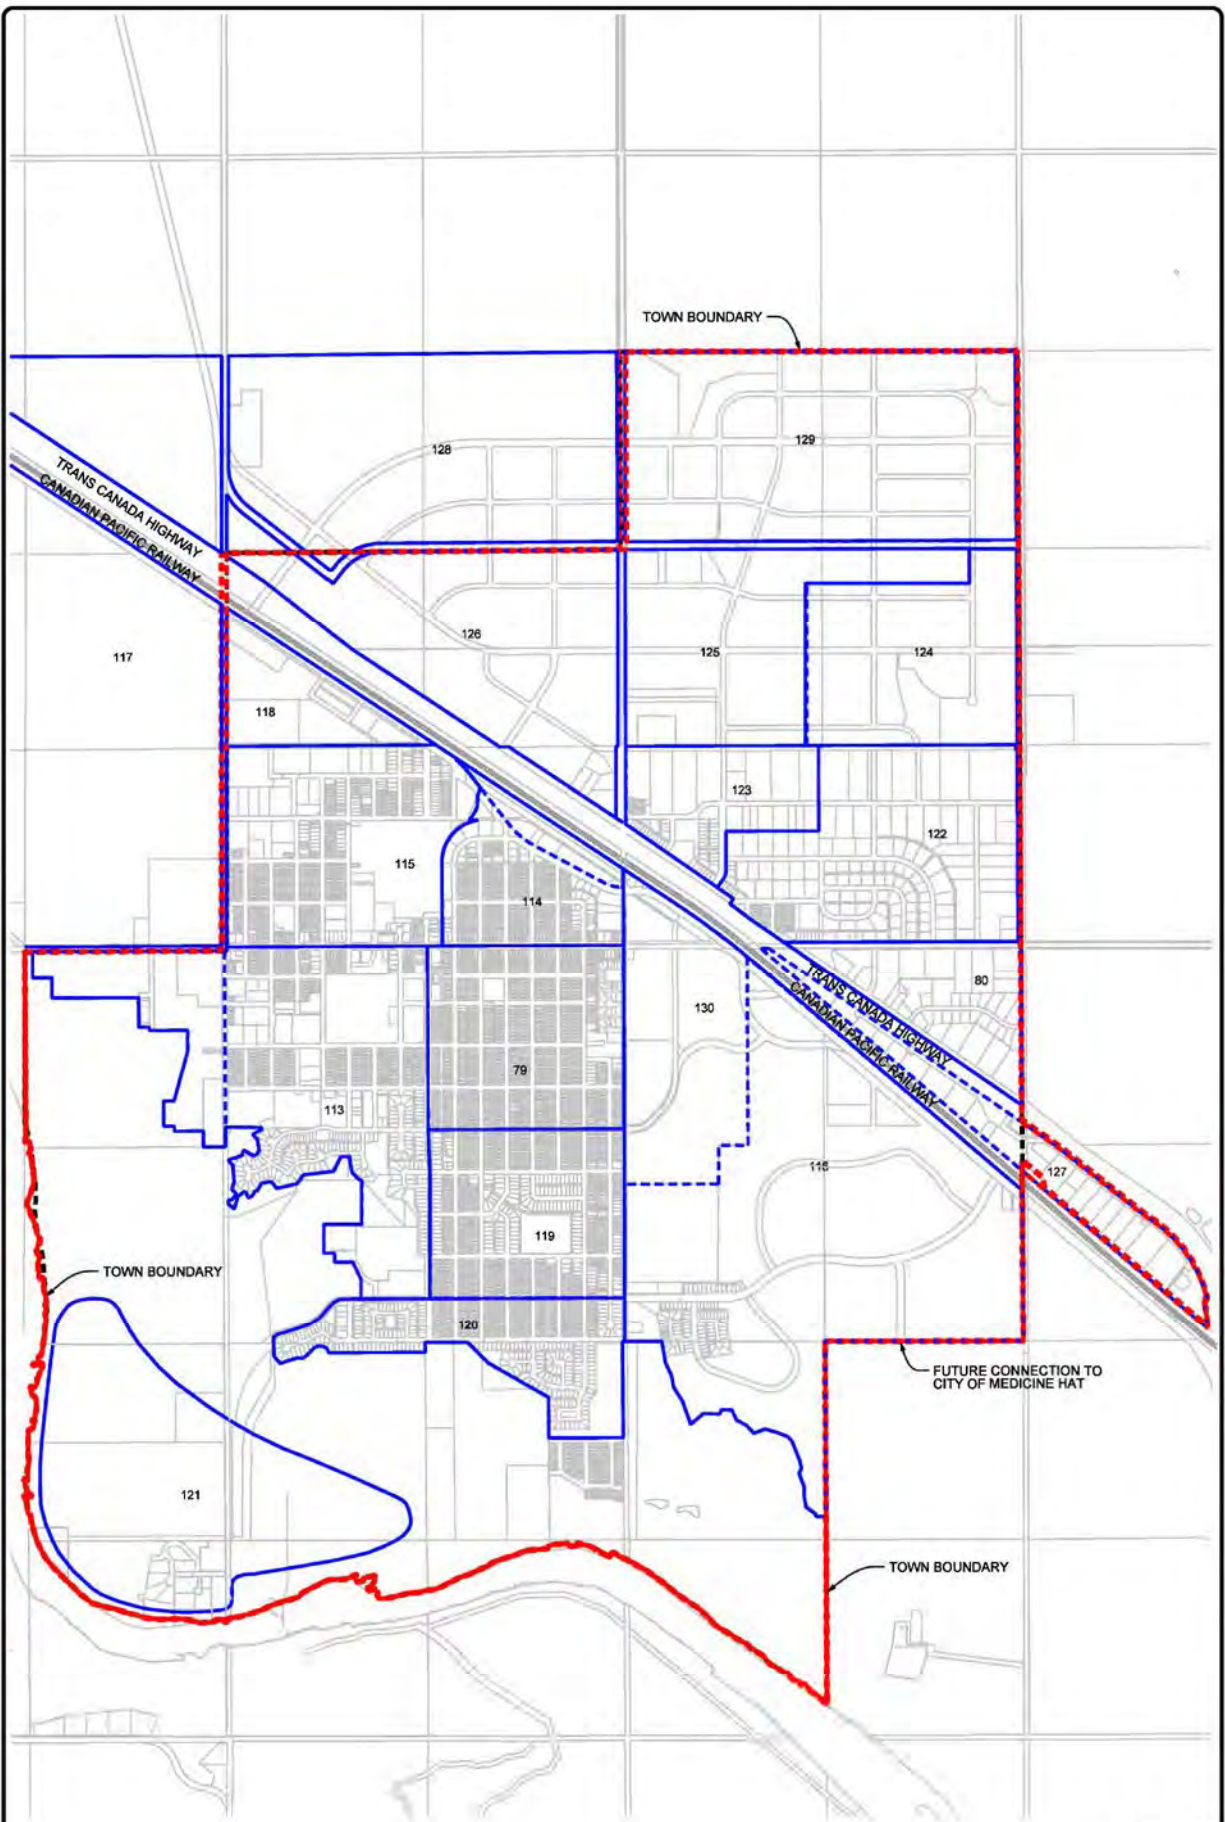 TOWN BOUNDARY
129
128
TRANS CANADA HIGHWAY
CANADIAN PACIFIC RAILWAY
126
125
124
117
118
123
122
115
114
80
TRANS CANADA HIGHWAY
CANADIAN PACIFIC RAILWAY
130
79
113
116
127
119
TOWN BOUNDARY
120
FUTURE CONNECTION TO
CITY OF MEDICINE HAT
121
TOWN BOUNDARY